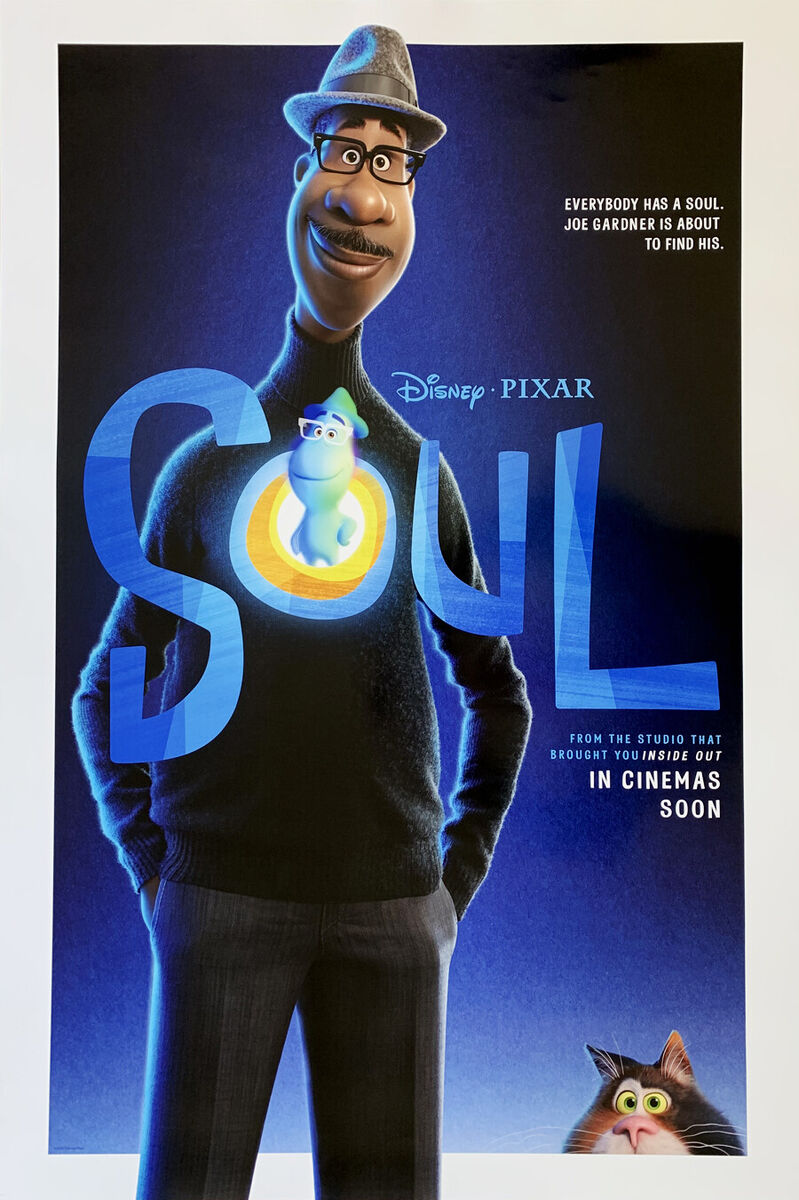 EVERYBODY HAS A SOUL.
JOE GARDNER IS ABOUT
TO FIND HIS.
Disney · PIXAR
SOUL
FROM THE STUDIO THAT
BROUGHT YOU INSIDE OUT
IN CINEMAS
SOON